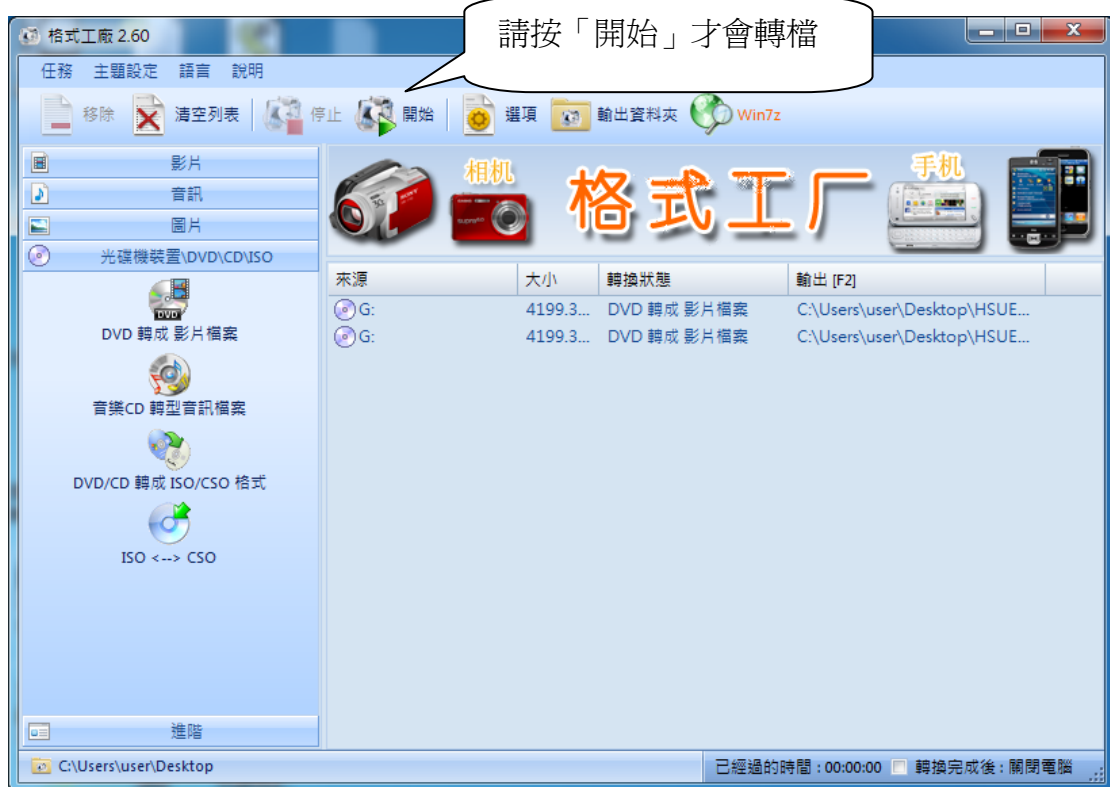 格式工廠 2.60
請按「開始」才會轉檔
任務 主題設定 語言 說明
移除 清空列表 停止 開始 選項 輸出資料夾 Win7z
影片
音訊
圖片
光碟機裝置\DVD\CD\ISO
DVD
DVD 轉成 影片檔案
音樂CD 轉型音訊檔案
DVD/CD 轉成 ISO/CSO 格式
ISO <--> CSO
進階
相机
格式工厂
手机
來源 大小 轉換狀態 輸出 [F2]
G: 4199.3... DVD 轉成 影片檔案 C:\Users\user\Desktop\HSUE...
G: 4199.3... DVD 轉成 影片檔案 C:\Users\user\Desktop\HSUE...
C:\Users\user\Desktop
已經過的時間 : 00:00:00 轉換完成後 : 關閉電腦